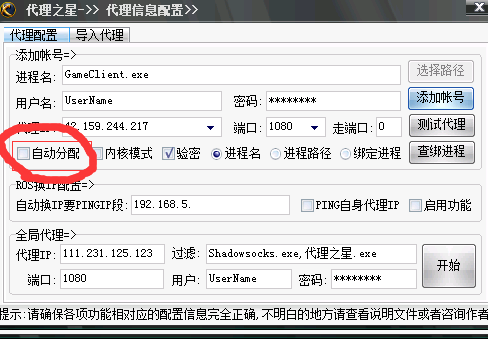 代理之星->> 代理信息配置>>
代理配置 导入代理
添加帐号=>
进程名: GameClient.exe 选择路径
用户名: UserName 密码: ******** 添加帐号
代理IP: 42.159.244.217 端口: 1080 走端口: 0 测试代理
自动分配 内核模式 验密 进程名 进程路径 绑定进程 查绑进程
ROS换IP配置=>
自动换IP要PINGIP段: 192.168.5. PING自身代理IP 启用功能
全局代理=>
代理IP: 111.231.125.123 过滤: Shadowsocks.exe,代理之星.exe 开始
端口: 1080 用户: UserName 密码: ********
提示:请确保各项功能相对应的配置信息完全正确,不明白的地方请查看说明文件或者咨询作者